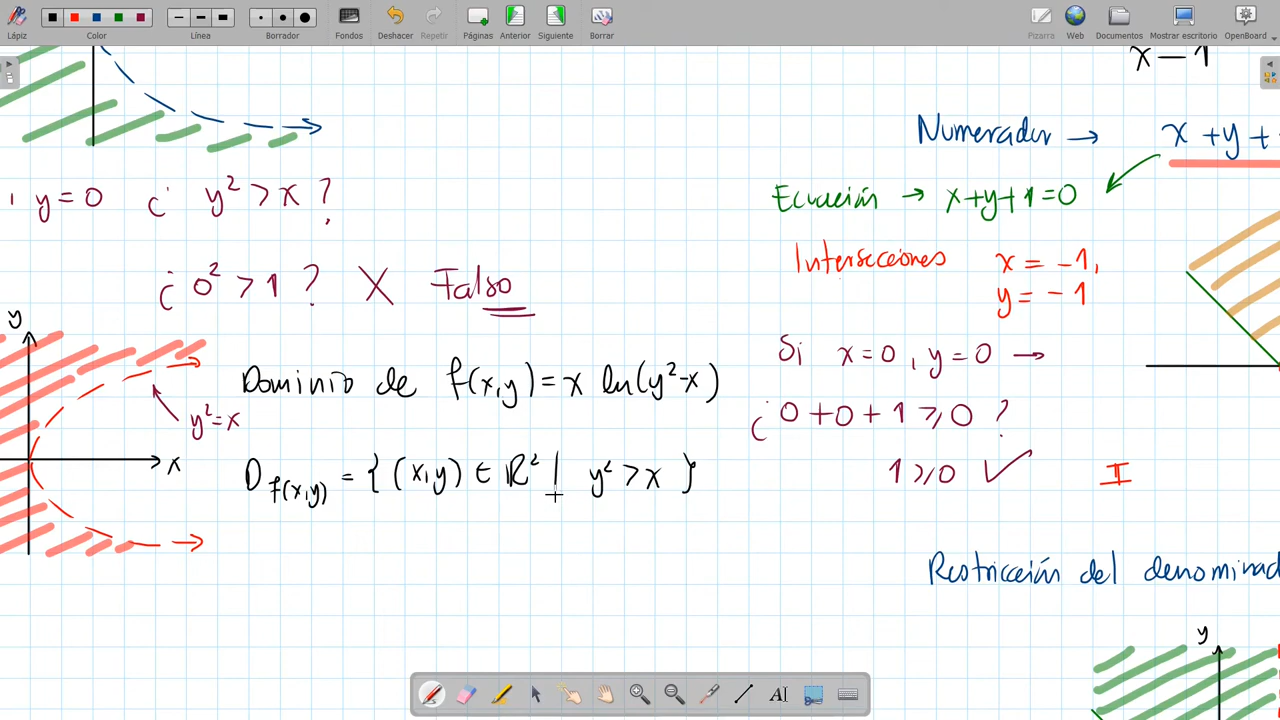 Lápiz Color Línea Borrador Fondos Deshacer Repetir Páginas Anterior Siguiente Borrar Pizarra Web Documentos Mostrar escritorio OpenBoard
y=0 ¿ y² > x ?
¿ 0² > 1 ? X Falso
y
y² = x
x
Dominio de f(x,y) = x ln(y²-x)
D f(x,y) = { (x,y) ∈ ℝ² | y² > x }
x - 1
Numerador → x + y +
Ecuación → x+y+1=0
Intersecciones x = -1,
y = -1
Si x=0, y=0 →
¿ 0 + 0 + 1 ⩾ 0 ?
1 ⩾ 0 ✓
I
Restricción del denominad
y
AI